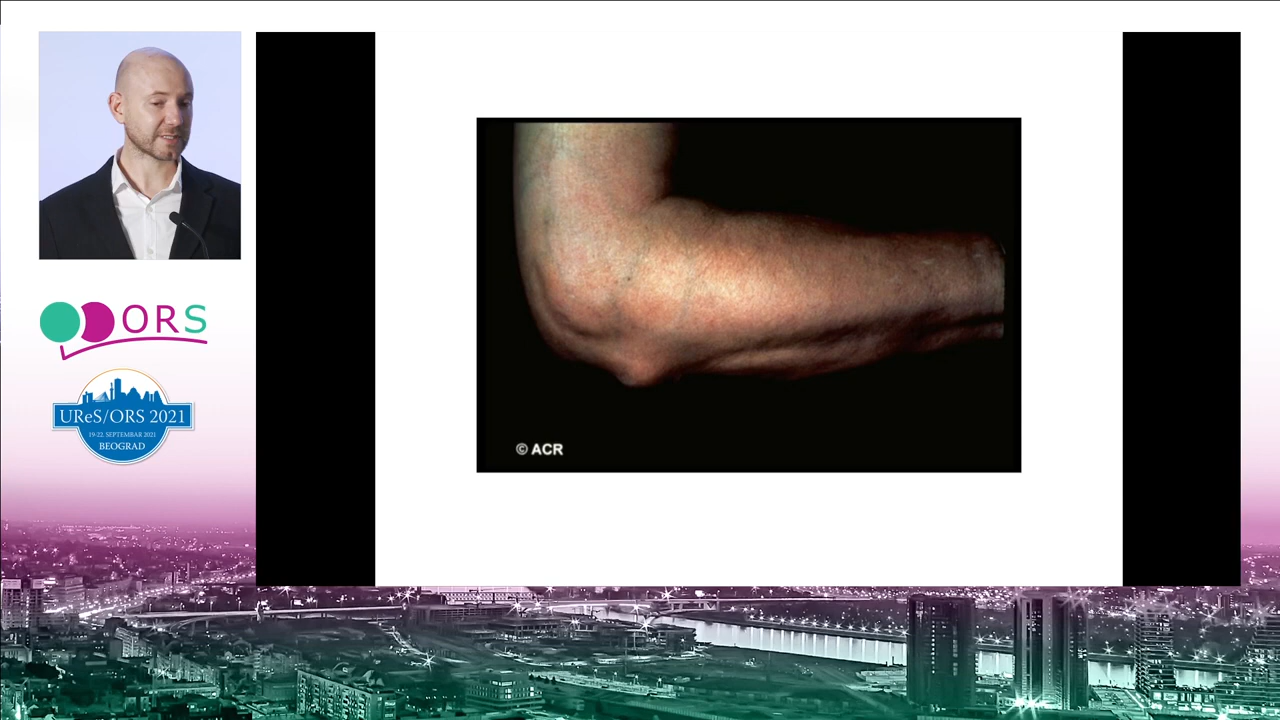 ORS
UReS/ORS 2021
19-22. SEPTEMBAR 2021
BEOGRAD
© ACR